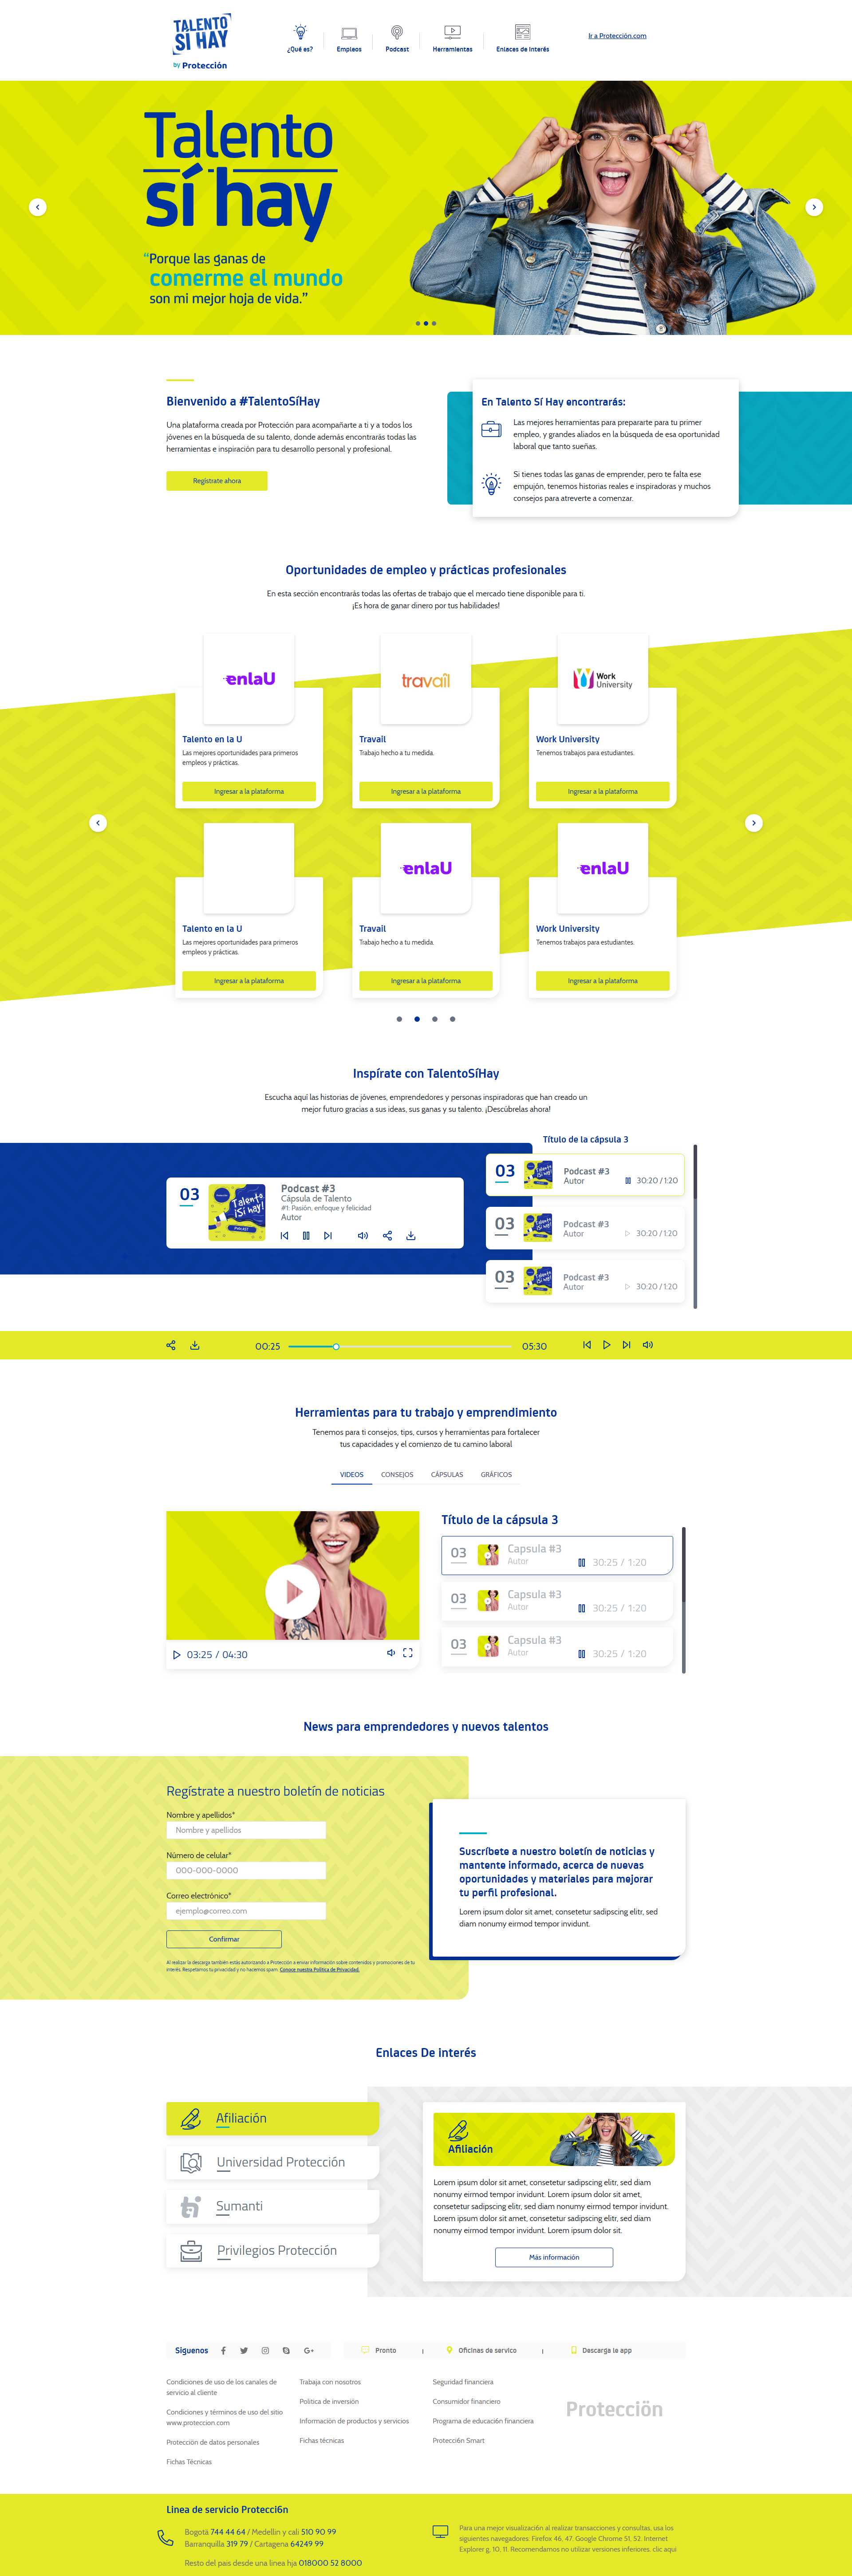 TALENTO
SÍ HAY
by Protección
¿Qué es?
Empleos
Podcast
Herramientas
Enlaces de interés
Ir a Protección.com
Talento
sí hay
“Porque las ganas de
comerme el mundo
son mi mejor hoja de vida.”
Bienvenido a #TalentoSíHay
Una plataforma creada por Protección para acompañarte a ti y a todos los
jóvenes en la búsqueda de su talento, donde además encontrarás todas las
herramientas e inspiración para tu desarrollo personal y profesional.
Regístrate ahora
En Talento Sí Hay encontrarás:
Las mejores herramientas para prepararte para tu primer
empleo, y grandes aliados en la búsqueda de esa oportunidad
laboral que tanto sueñas.
Si tienes todas las ganas de emprender, pero te falta ese
empujón, tenemos historias reales e inspiradoras y muchos
consejos para atreverte a comenzar.
Oportunidades de empleo y prácticas profesionales
En esta sección encontrarás todas las ofertas de trabajo que el mercado tiene disponible para ti.
¡Es hora de ganar dinero por tus habilidades!
enlaU
travaîl
Work
University
Talento en la U
Las mejores oportunidades para primeros
empleos y prácticas.
Ingresar a la plataforma
Travail
Trabajo hecho a tu medida.
Ingresar a la plataforma
Work University
Tenemos trabajos para estudiantes.
Ingresar a la plataforma
enlaU
enlaU
Talento en la U
Las mejores oportunidades para primeros
empleos y prácticas.
Ingresar a la plataforma
Travail
Trabajo hecho a tu medida.
Ingresar a la plataforma
Work University
Tenemos trabajos para estudiantes.
Ingresar a la plataforma
Inspírate con TalentoSíHay
Escucha aquí las historias de jóvenes, emprendedores y personas inspiradoras que han creado un
mejor futuro gracias a sus ideas, sus ganas y su talento. ¡Descúbrelas ahora!
03
Talento
¡Sí hay!
PODCAST
Podcast #3
Cápsula de Talento
#1: Pasión, enfoque y felicidad
Autor
Título de la cápsula 3
03
Talento
¡Sí hay!
Podcast #3
Autor
30:20 / 1:20
03
Talento
¡Sí hay!
Podcast #3
Autor
30:20 / 1:20
03
Talento
¡Sí hay!
Podcast #3
Autor
30:20 / 1:20
00:25
05:30
Herramientas para tu trabajo y emprendimiento
Tenemos para ti consejos, tips, cursos y herramientas para fortalecer
tus capacidades y el comienzo de tu camino laboral
VIDEOS
CONSEJOS
CÁPSULAS
GRÁFICOS
03:25 / 04:30
Título de la cápsula 3
03
Capsula #3
Autor
30:25 / 1:20
03
Capsula #3
Autor
30:25 / 1:20
03
Capsula #3
Autor
30:25 / 1:20
News para emprendedores y nuevos talentos
Regístrate a nuestro boletín de noticias
Nombre y apellidos*
Nombre y apellidos
Número de celular*
000-000-0000
Correo electrónico*
ejemplo@correo.com
Confirmar
Al realizar la descarga también estás autorizando a Protección a enviar información sobre contenidos y promociones de tu
interés. Respetamos tu privacidad y no hacemos spam. Conoce nuestra Política de Privacidad.
Suscríbete a nuestro boletín de noticias y
mantente informado, acerca de nuevas
oportunidades y materiales para mejorar
tu perfil profesional.
Lorem ipsum dolor sit amet, consetetur sadipscing elitr, sed
diam nonumy eirmod tempor invidunt.
Enlaces De interés
Afiliación
Universidad Protección
Sumanti
Privilegios Protección
Afiliación
Lorem ipsum dolor sit amet, consetetur sadipscing elitr, sed diam
nonumy eirmod tempor invidunt. Lorem ipsum dolor sit amet,
consetetur sadipscing elitr, sed diam nonumy eirmod tempor invidunt.
Lorem ipsum dolor sit amet, consetetur sadipscing elitr, sed diam
nonumy eirmod tempor invidunt. Lorem ipsum dolor sit.
Más información
Síguenos
Pronto
Oficinas de servico
Descarga le app
Condiciones de uso de los canales de
servicio al cliente
Condiciones y términos de uso del sitio
www.proteccion.com
Protección de datos personales
Fichas Técnicas
Trabaja con nosotros
Politica de inversión
Información de productos y servicios
Fichas técnicas
Seguridad financiera
Consumidor financiero
Programa de educación financiera
Protección Smart
Protecciön
Linea de servicio Protección
Bogotá 744 44 64 / Medellin y cali 510 90 99
Barranquilla 319 79 / Cartagena 64249 99
Resto del pais desde una linea hja 018000 52 8000
Para una mejor visualización al realizar transacciones y consultas, usa los
siguientes navegadores: Firefox 46, 47. Google Chrome 51, 52. Internet
Explorer g, 10, 11. Recomendamos no utilizar versiones inferiores. clic aqui